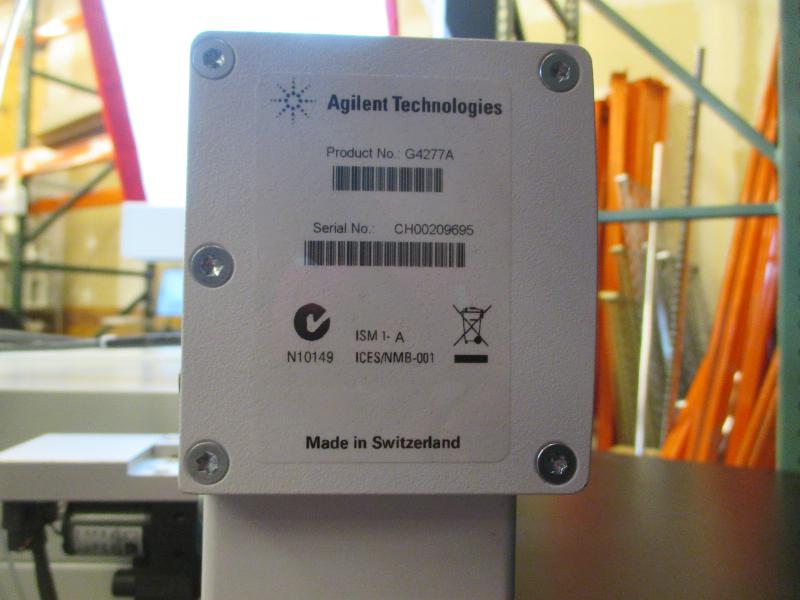 Agilent Technologies
Product No.: G4277A
Serial No.: CH00209695
ISM 1- A
N10149 ICES/NMB-001
Made in Switzerland